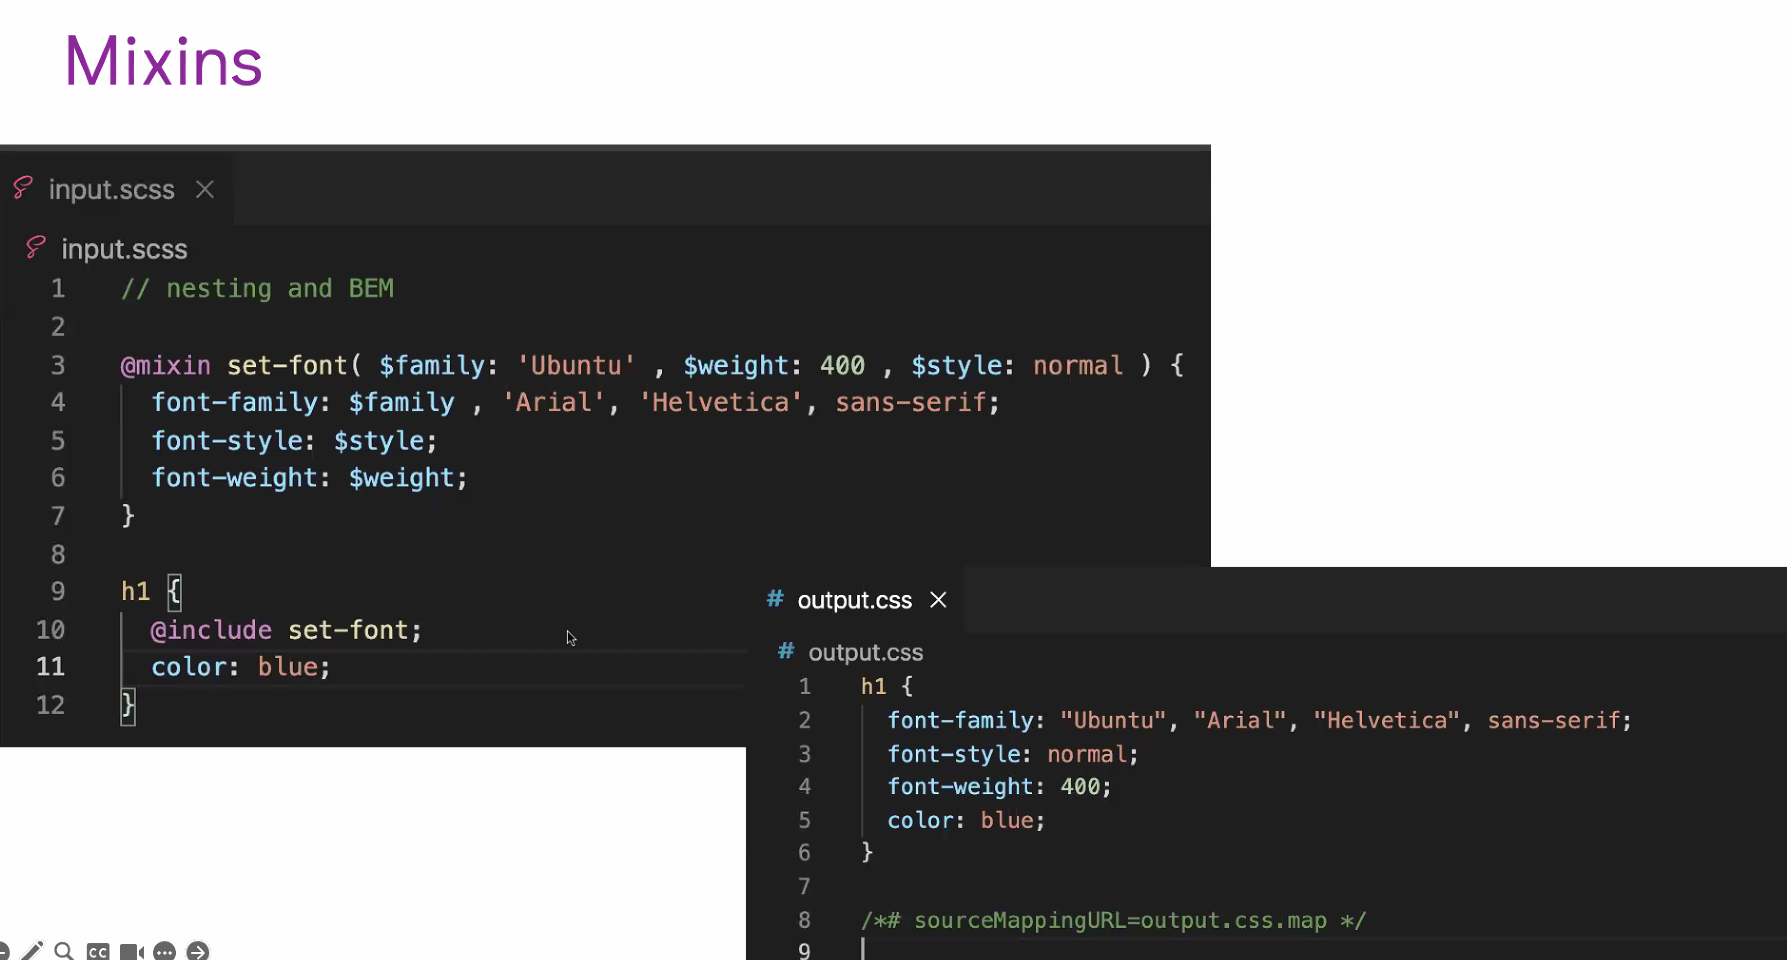 Mixins
input.scss
input.scss
1 // nesting and BEM
2
3 @mixin set-font( $family: 'Ubuntu' , $weight: 400 , $style: normal ) {
4 font-family: $family , 'Arial', 'Helvetica', sans-serif;
5 font-style: $style;
6 font-weight: $weight;
7 }
8
9 h1 {
10 @include set-font;
11 color: blue;
12 }
# output.css
# output.css
1 h1 {
2 font-family: "Ubuntu", "Arial", "Helvetica", sans-serif;
3 font-style: normal;
4 font-weight: 400;
5 color: blue;
6 }
7
8 /*# sourceMappingURL=output.css.map */
9
CC